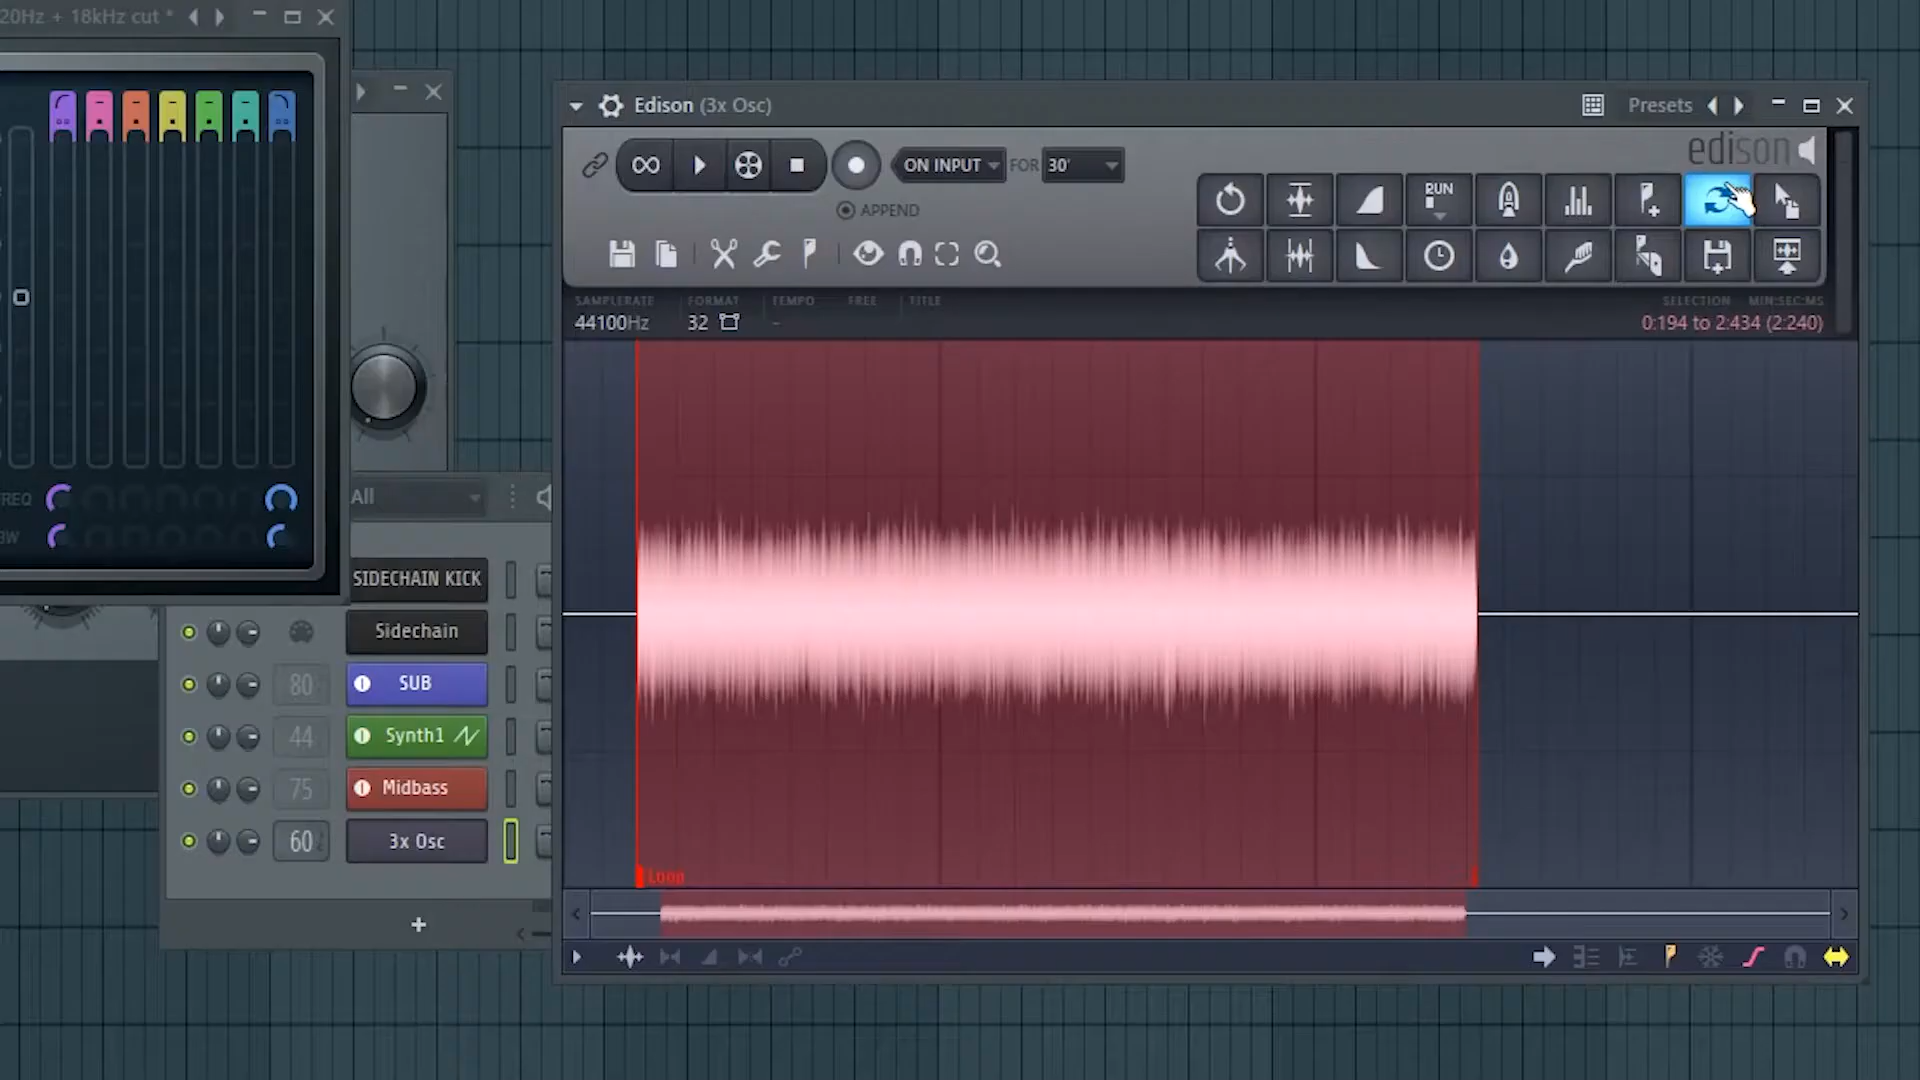 20Hz + 18kHz cut *
Edison (3x Osc)
Presets
edison
ON INPUT
FOR
30'
APPEND
RUN
SAMPLERATE
FORMAT
TEMPO
FREE
TITLE
SELECTION
MIN:SEC:MS
44100Hz
32
-
0:194 to 2:434 (2:240)
All
SIDECHAIN KICK
Sidechain
80
SUB
44
Synth1
75
Midbass
60
3x Osc
Loop